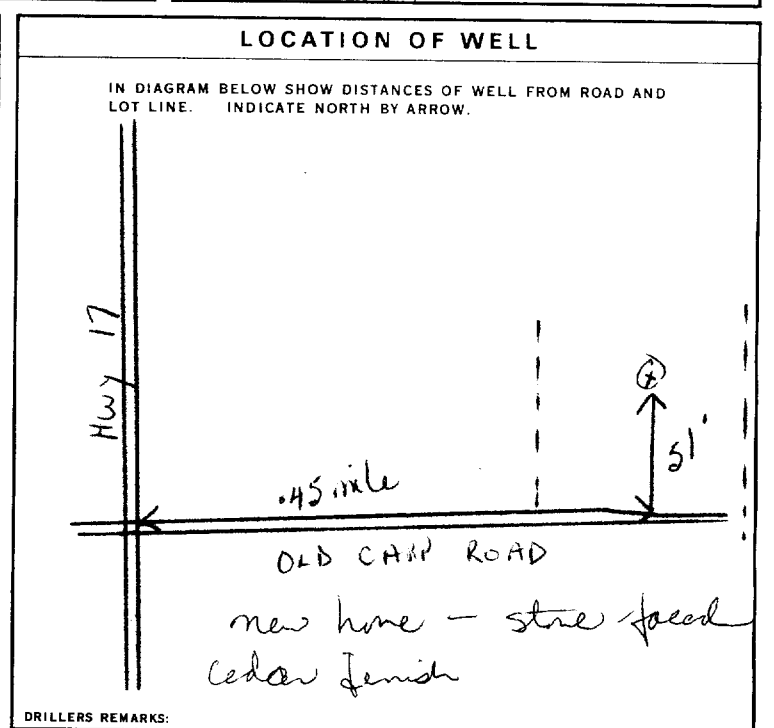 LOCATION OF WELL
IN DIAGRAM BELOW SHOW DISTANCES OF WELL FROM ROAD AND
LOT LINE. INDICATE NORTH BY ARROW.
Hwy 17
51'
.45 mile
OLD CARP ROAD
new home - stone faced
Cedar finish
DRILLERS REMARKS: